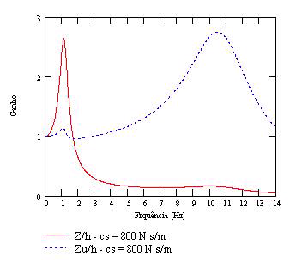 3
2
1
0
Ganho
0 1 2 3 4 5 6 7 8 9 10 11 12 13 14
Frequência [Hz]
Z/h - cs = 800 N s/m
Zu/h - cs = 800 N s/m